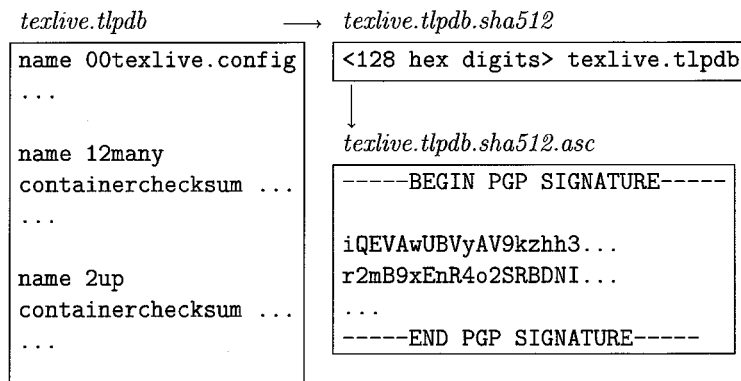 texlive.tlpdb
name 00texlive.config
...
name 12many
containerchecksum ...
...
name 2up
containerchecksum ...
...
texlive.tlpdb.sha512
<128 hex digits> texlive.tlpdb
texlive.tlpdb.sha512.asc
-----BEGIN PGP SIGNATURE-----
iQEVAwUBVyAV9kzhh3...
r2mB9xEnR4o2SRBDNI...
...
-----END PGP SIGNATURE-----